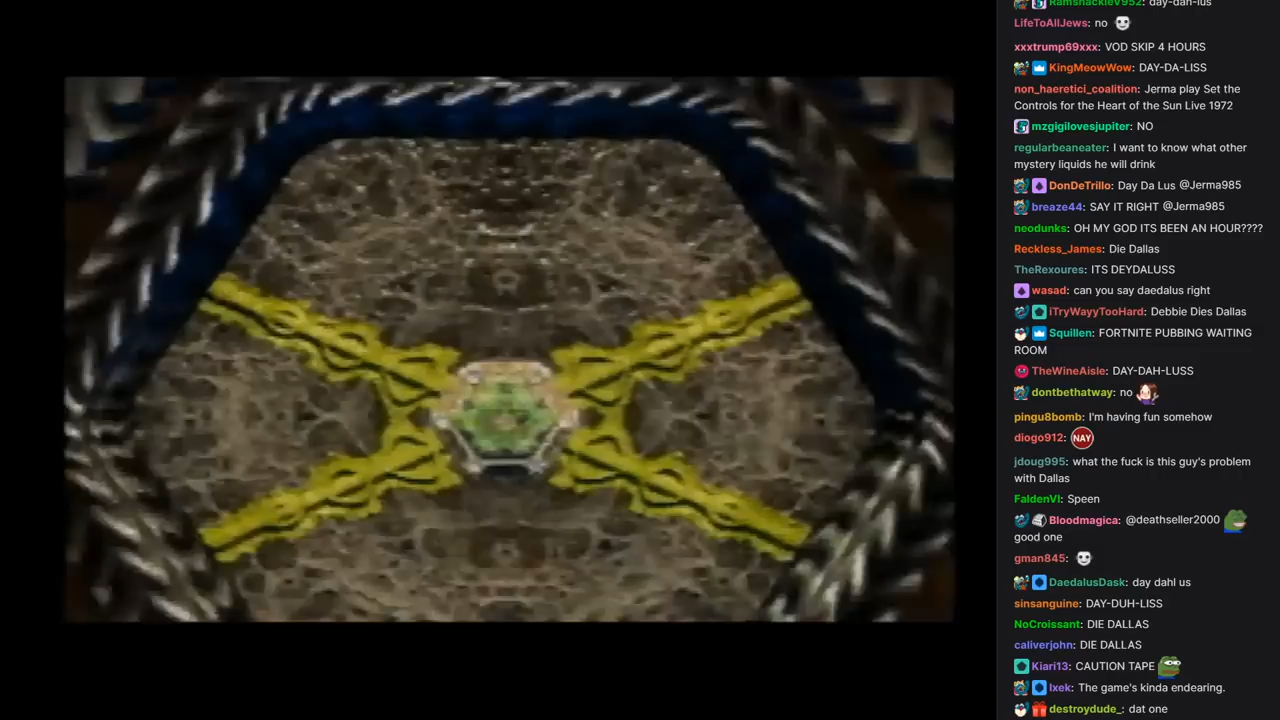 RamshackleV952: day-dah-lus
LifeToAllJews: no
xxxtrump69xxx: VOD SKIP 4 HOURS
KingMeowWow: DAY-DA-LISS
non_haeretici_coalition: Jerma play Set the
Controls for the Heart of the Sun Live 1972
mzgigilovesjupiter: NO
regularbeaneater: I want to know what other
mystery liquids he will drink
DonDeTrillo: Day Da Lus @Jerma985
breaze44: SAY IT RIGHT @Jerma985
neodunks: OH MY GOD ITS BEEN AN HOUR????
Reckless_James: Die Dallas
TheRexoures: ITS DEYDALUSS
wasad: can you say daedalus right
iTryWayyTooHard: Debbie Dies Dallas
Squillen: FORTNITE PUBBING WAITING
ROOM
TheWineAisle: DAY-DAH-LUSS
dontbethatway: no
pingu8bomb: I'm having fun somehow
diogo912: NAY
jdoug995: what the fuck is this guy's problem
with Dallas
FaldenVI: Speen
Bloodmagica: @deathseller2000
good one
gman845:
DaedalusDask: day dahl us
sinsanguine: DAY-DUH-LISS
NoCroissant: DIE DALLAS
caliverjohn: DIE DALLAS
Kiari13: CAUTION TAPE
lxek: The game's kinda endearing.
destroydude_: dat one